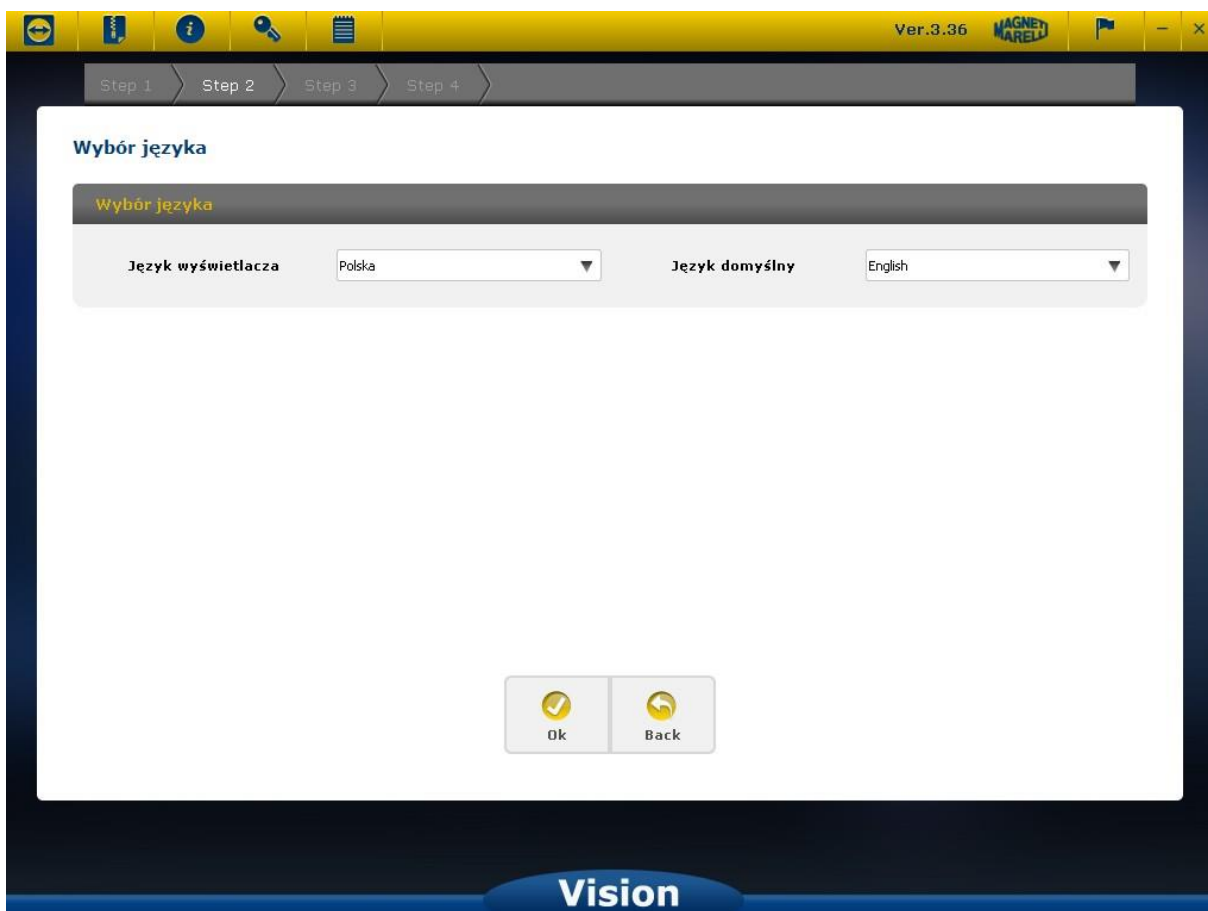 Ver.3.36 MAGNETI MARELLI
Step 1 Step 2 Step 3 Step 4
Wybór języka
Wybór języka
Język wyświetlacza Polska Język domyślny English
Ok Back
Vision